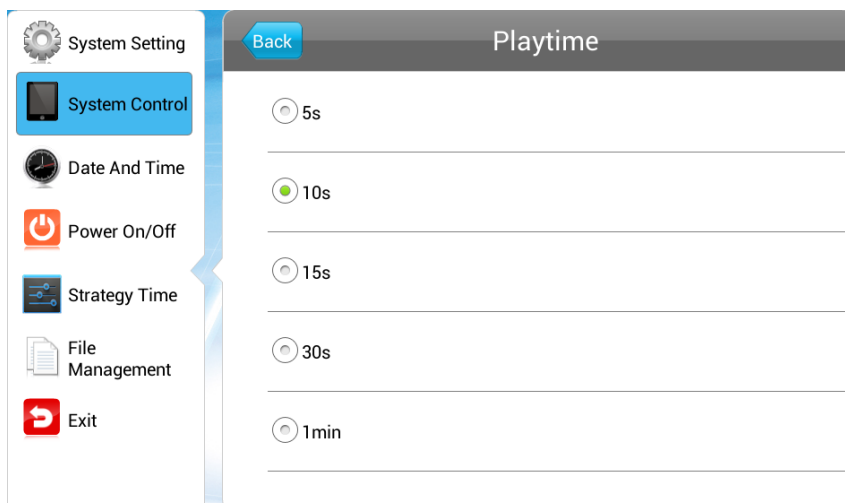 System Setting
System Control
Date And Time
Power On/Off
Strategy Time
File
Management
Exit
Back
Playtime
5s
10s
15s
30s
1min